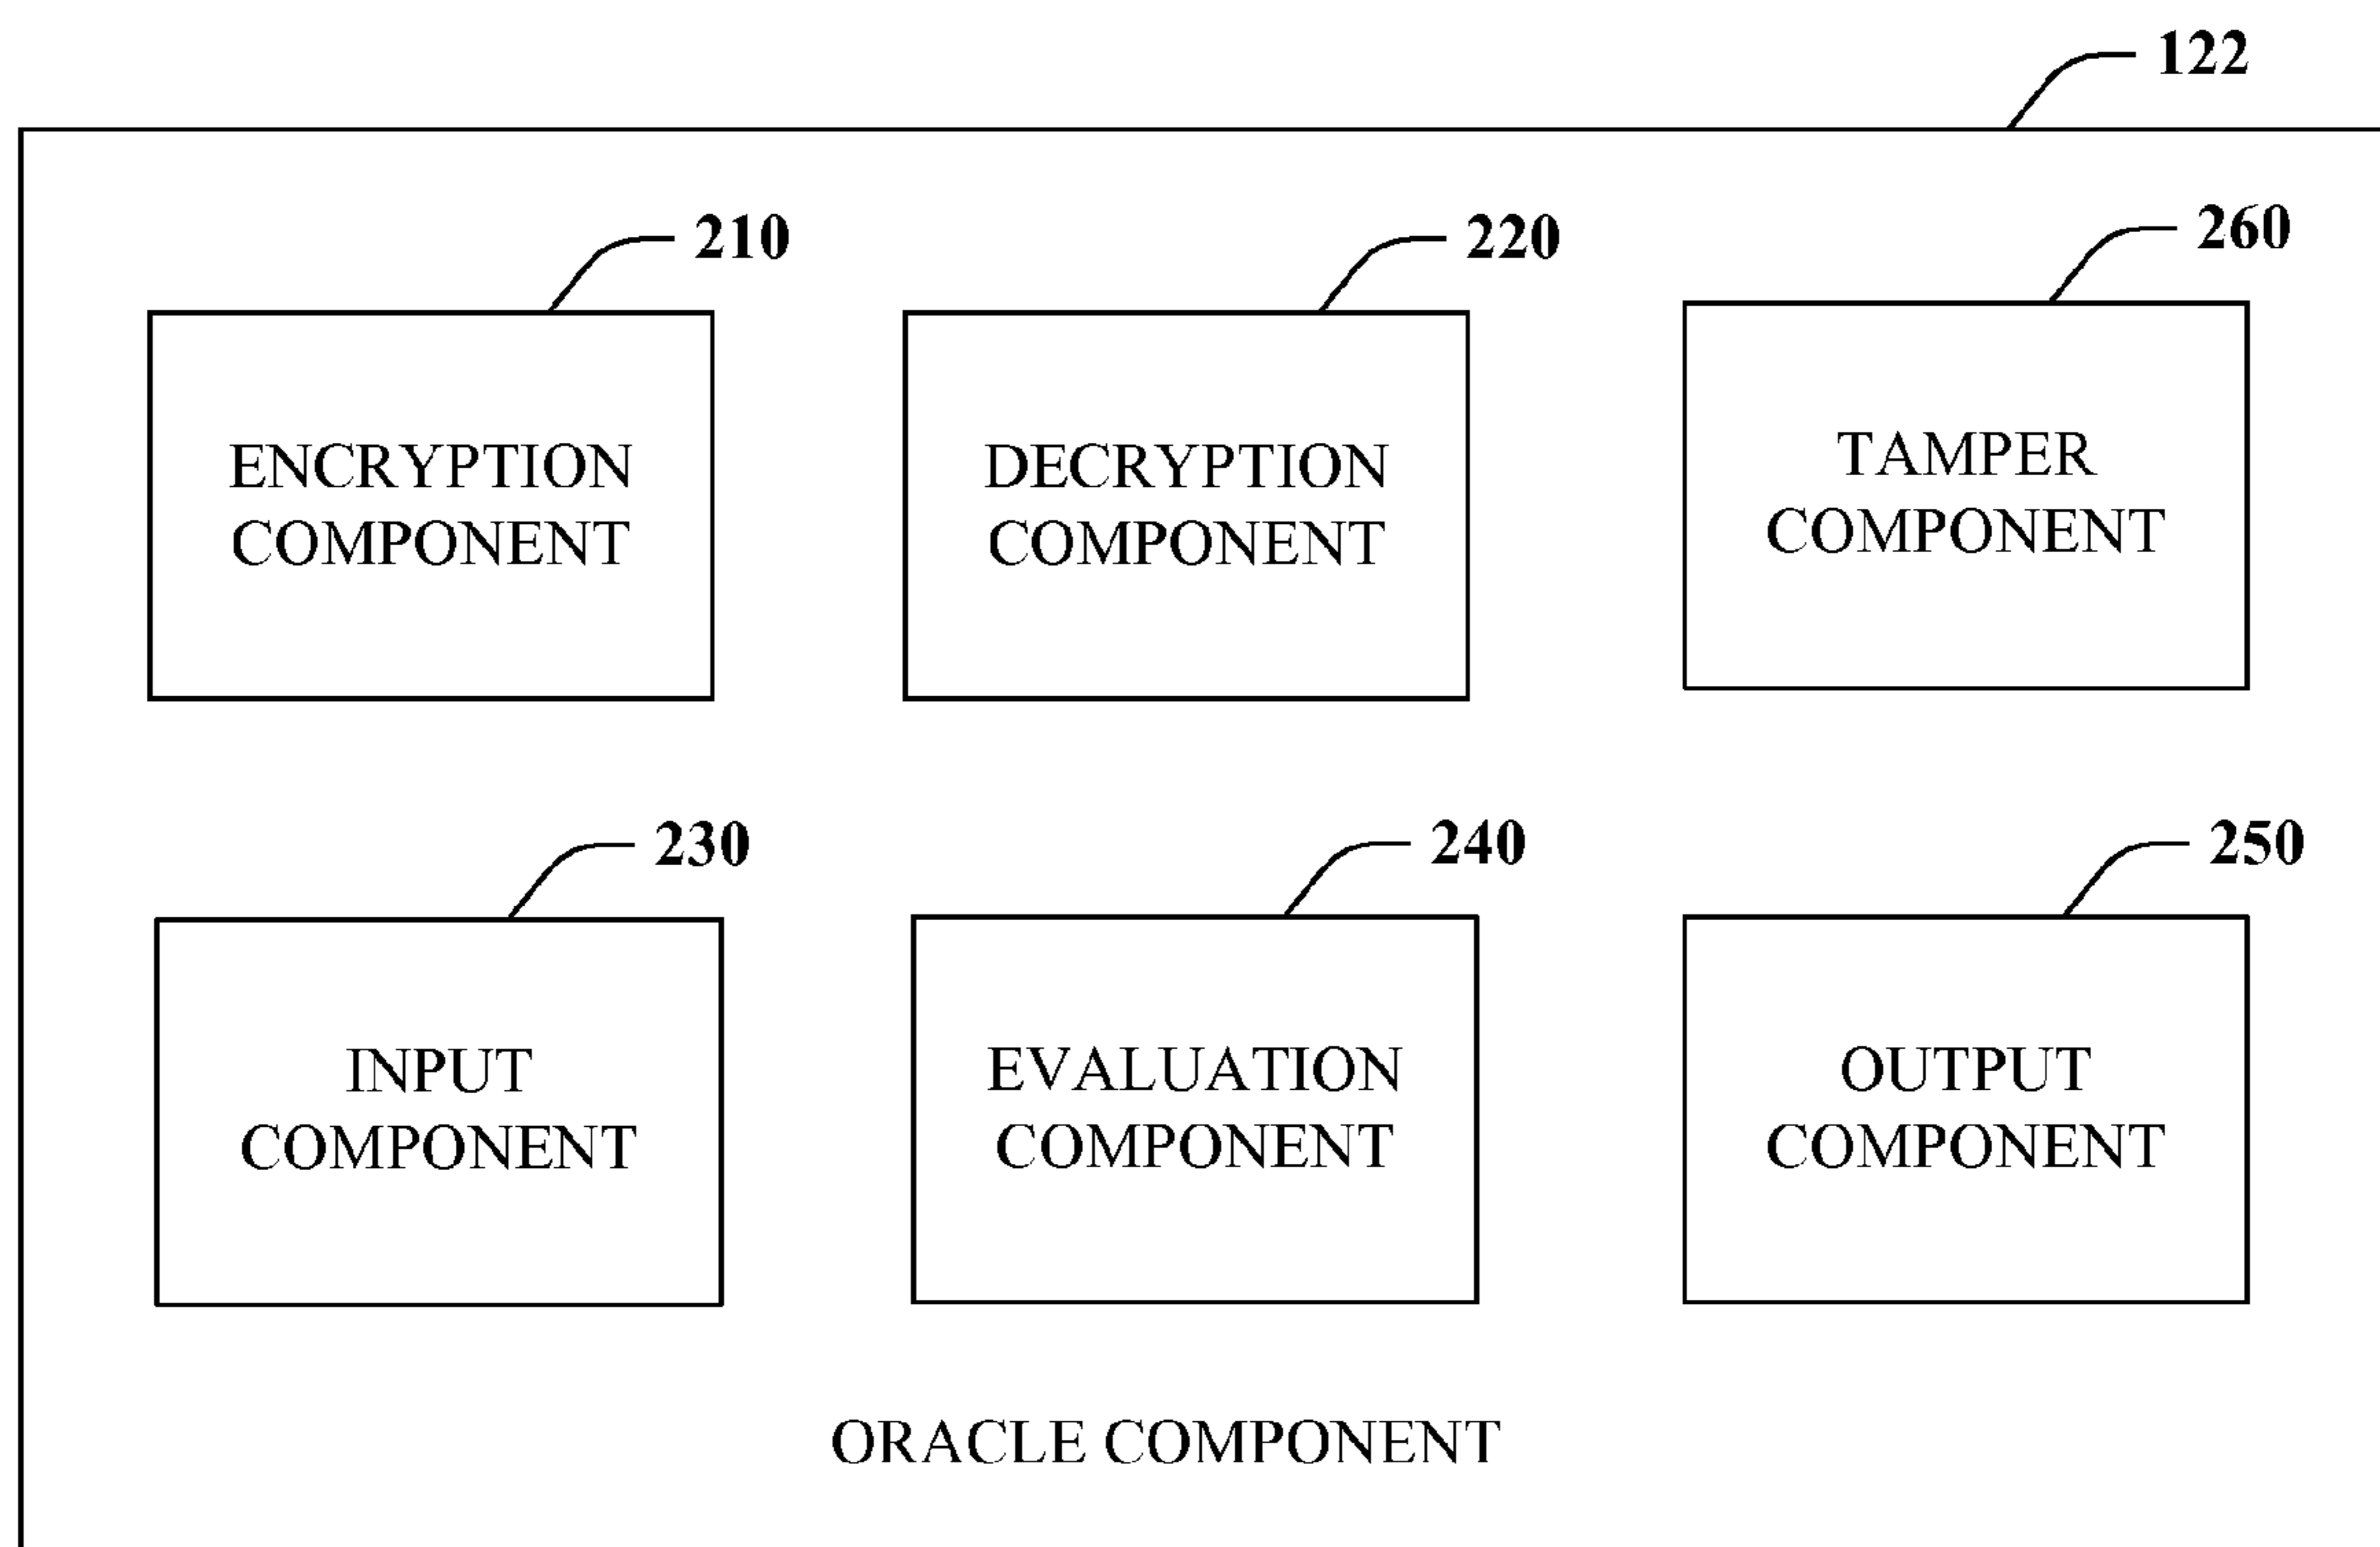 122
210
220
260
ENCRYPTION
COMPONENT
DECRYPTION
COMPONENT
TAMPER
COMPONENT
230
240
250
INPUT
COMPONENT
EVALUATION
COMPONENT
OUTPUT
COMPONENT
ORACLE COMPONENT